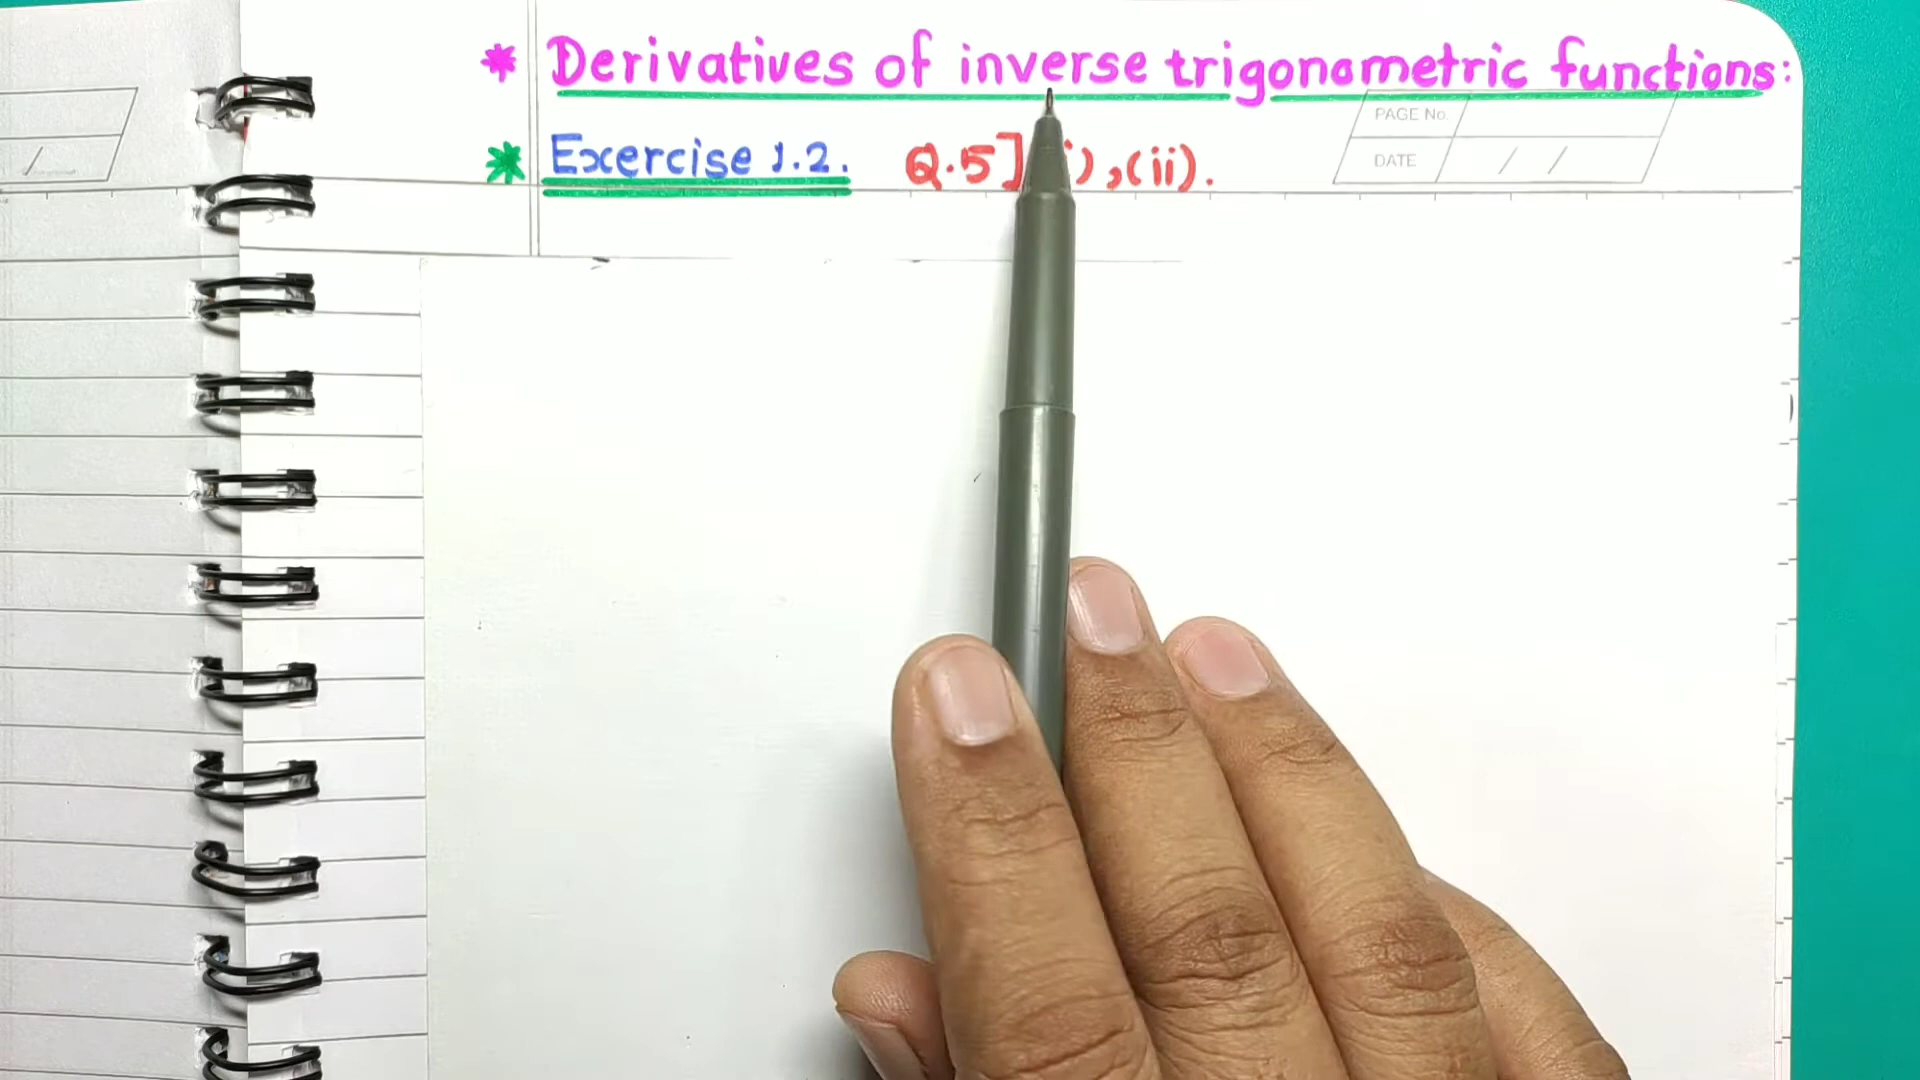 * Derivatives of inverse trigonometric functions:
PAGE No.
* Exercise 1.2. Q.5] i), (ii).
DATE / /